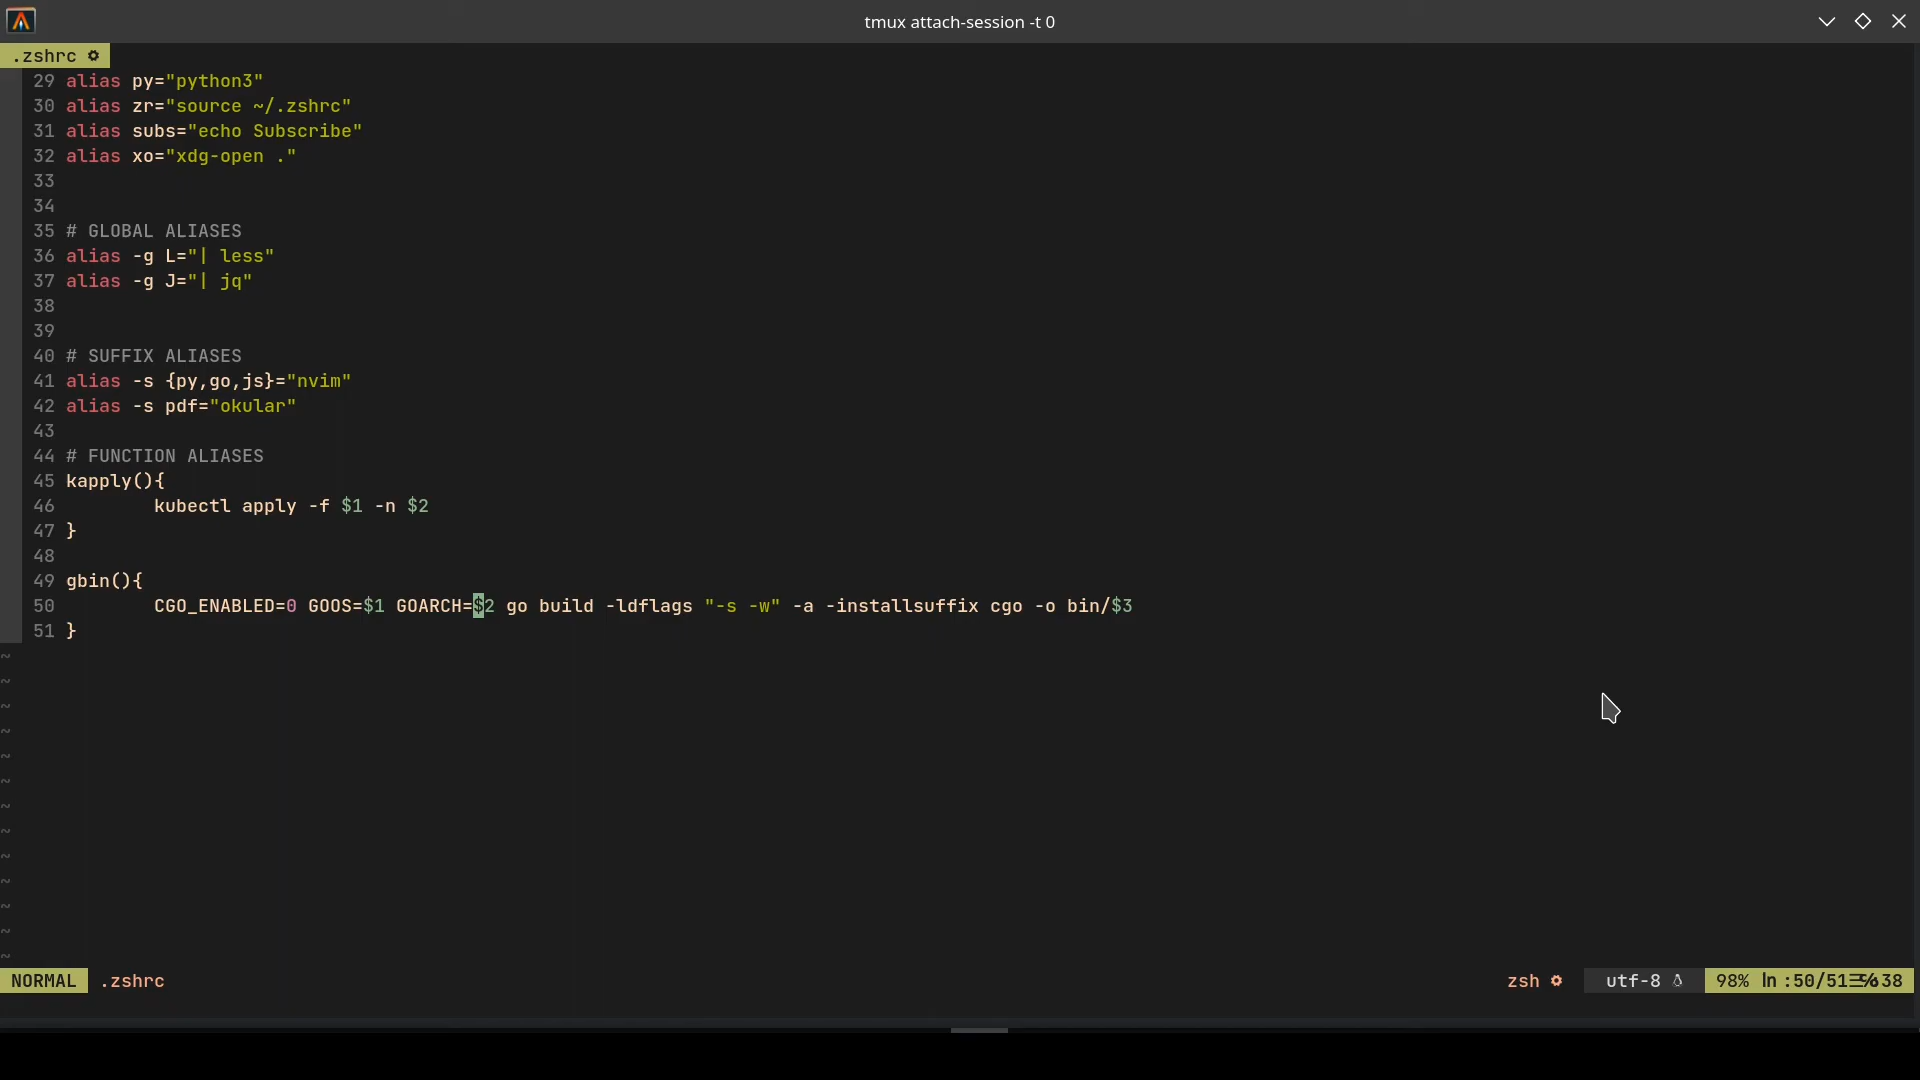 tmux attach-session -t 0
.zshrc
29 alias py="python3"
30 alias zr="source ~/.zshrc"
31 alias subs="echo Subscribe"
32 alias xo="xdg-open ."
33
34
35 # GLOBAL ALIASES
36 alias -g L="| less"
37 alias -g J="| jq"
38
39
40 # SUFFIX ALIASES
41 alias -s {py,go,js}="nvim"
42 alias -s pdf="okular"
43
44 # FUNCTION ALIASES
45 kapply(){
46 kubectl apply -f $1 -n $2
47 }
48
49 gbin(){
50 CGO_ENABLED=0 GOOS=$1 GOARCH=$2 go build -ldflags "-s -w" -a -installsuffix cgo -o bin/$3
51 }
~
~
~
~
~
~
~
~
~
~
~
~
~
NORMAL .zshrc zsh utf-8 98% ln :50/51 38